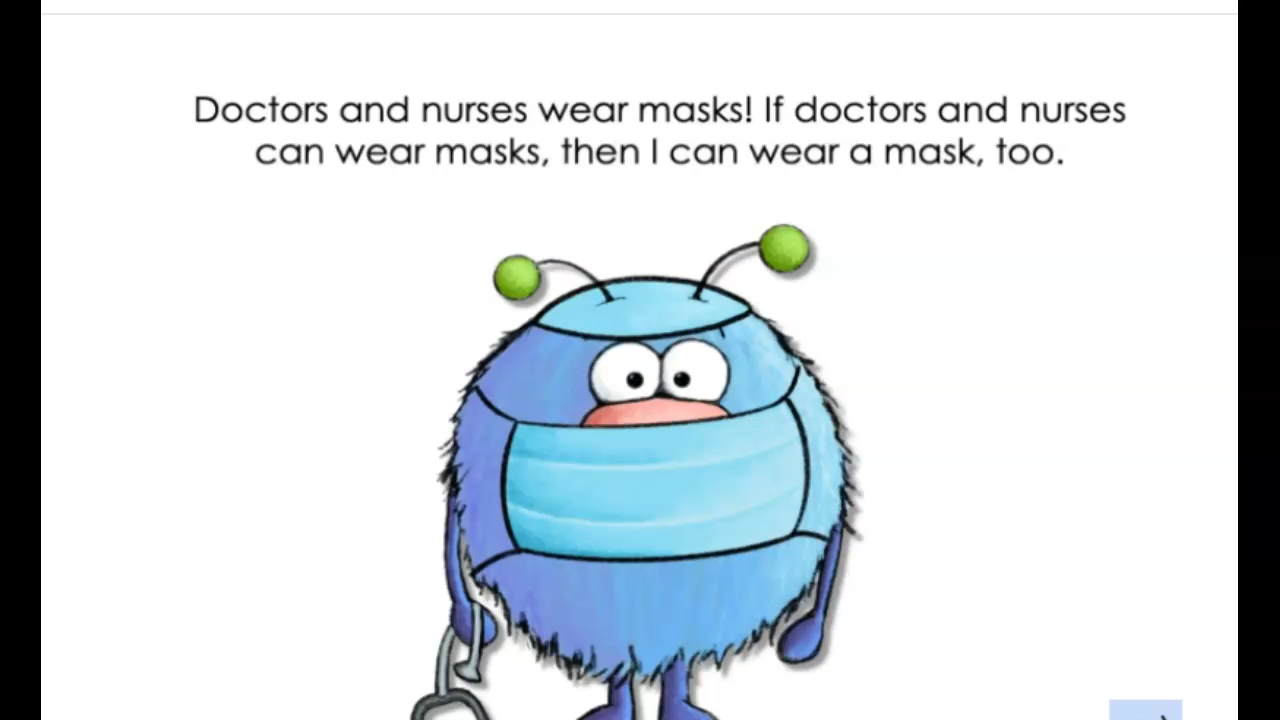 Doctors and nurses wear masks! If doctors and nurses
can wear masks, then I can wear a mask, too.